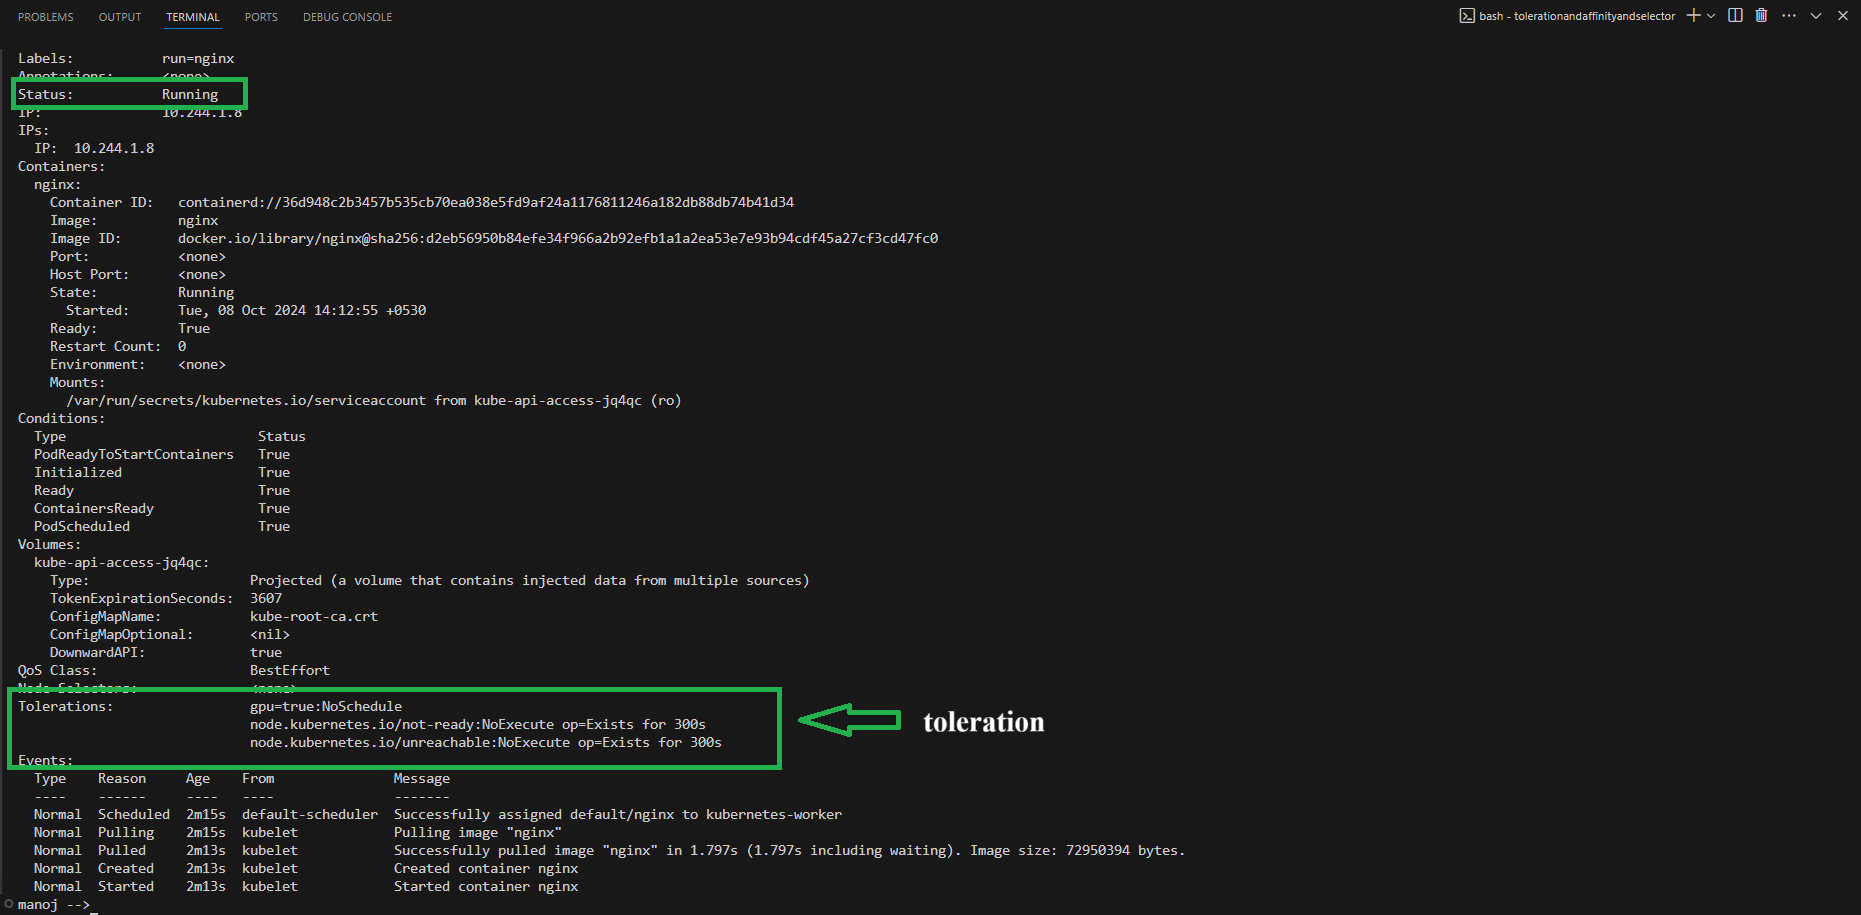 PROBLEMS OUTPUT TERMINAL PORTS DEBUG CONSOLE bash - tolerationandaffinityandselector
Labels: run=nginx
Annotations: <none>
Status: Running
IP: 10.244.1.8
IPs:
IP: 10.244.1.8
Containers:
nginx:
Container ID: containerd://36d948c2b3457b535cb70ea038e5fd9af24a1176811246a182db88db74b41d34
Image: nginx
Image ID: docker.io/library/nginx@sha256:d2eb56950b84efe34f966a2b92efb1a1a2ea53e7e93b94cdf45a27cf3cd47fc0
Port: <none>
Host Port: <none>
State: Running
Started: Tue, 08 Oct 2024 14:12:55 +0530
Ready: True
Restart Count: 0
Environment: <none>
Mounts:
/var/run/secrets/kubernetes.io/serviceaccount from kube-api-access-jq4qc (ro)
Conditions:
Type Status
PodReadyToStartContainers True
Initialized True
Ready True
ContainersReady True
PodScheduled True
Volumes:
kube-api-access-jq4qc:
Type: Projected (a volume that contains injected data from multiple sources)
TokenExpirationSeconds: 3607
ConfigMapName: kube-root-ca.crt
ConfigMapOptional: <nil>
DownwardAPI: true
QoS Class: BestEffort
Node-Selectors: <none>
Tolerations: gpu=true:NoSchedule
node.kubernetes.io/not-ready:NoExecute op=Exists for 300s
node.kubernetes.io/unreachable:NoExecute op=Exists for 300s
toleration
Events:
Type Reason Age From Message
---- ------ ---- ---- -------
Normal Scheduled 2m15s default-scheduler Successfully assigned default/nginx to kubernetes-worker
Normal Pulling 2m15s kubelet Pulling image "nginx"
Normal Pulled 2m13s kubelet Successfully pulled image "nginx" in 1.797s (1.797s including waiting). Image size: 72950394 bytes.
Normal Created 2m13s kubelet Created container nginx
Normal Started 2m13s kubelet Started container nginx
manoj -->